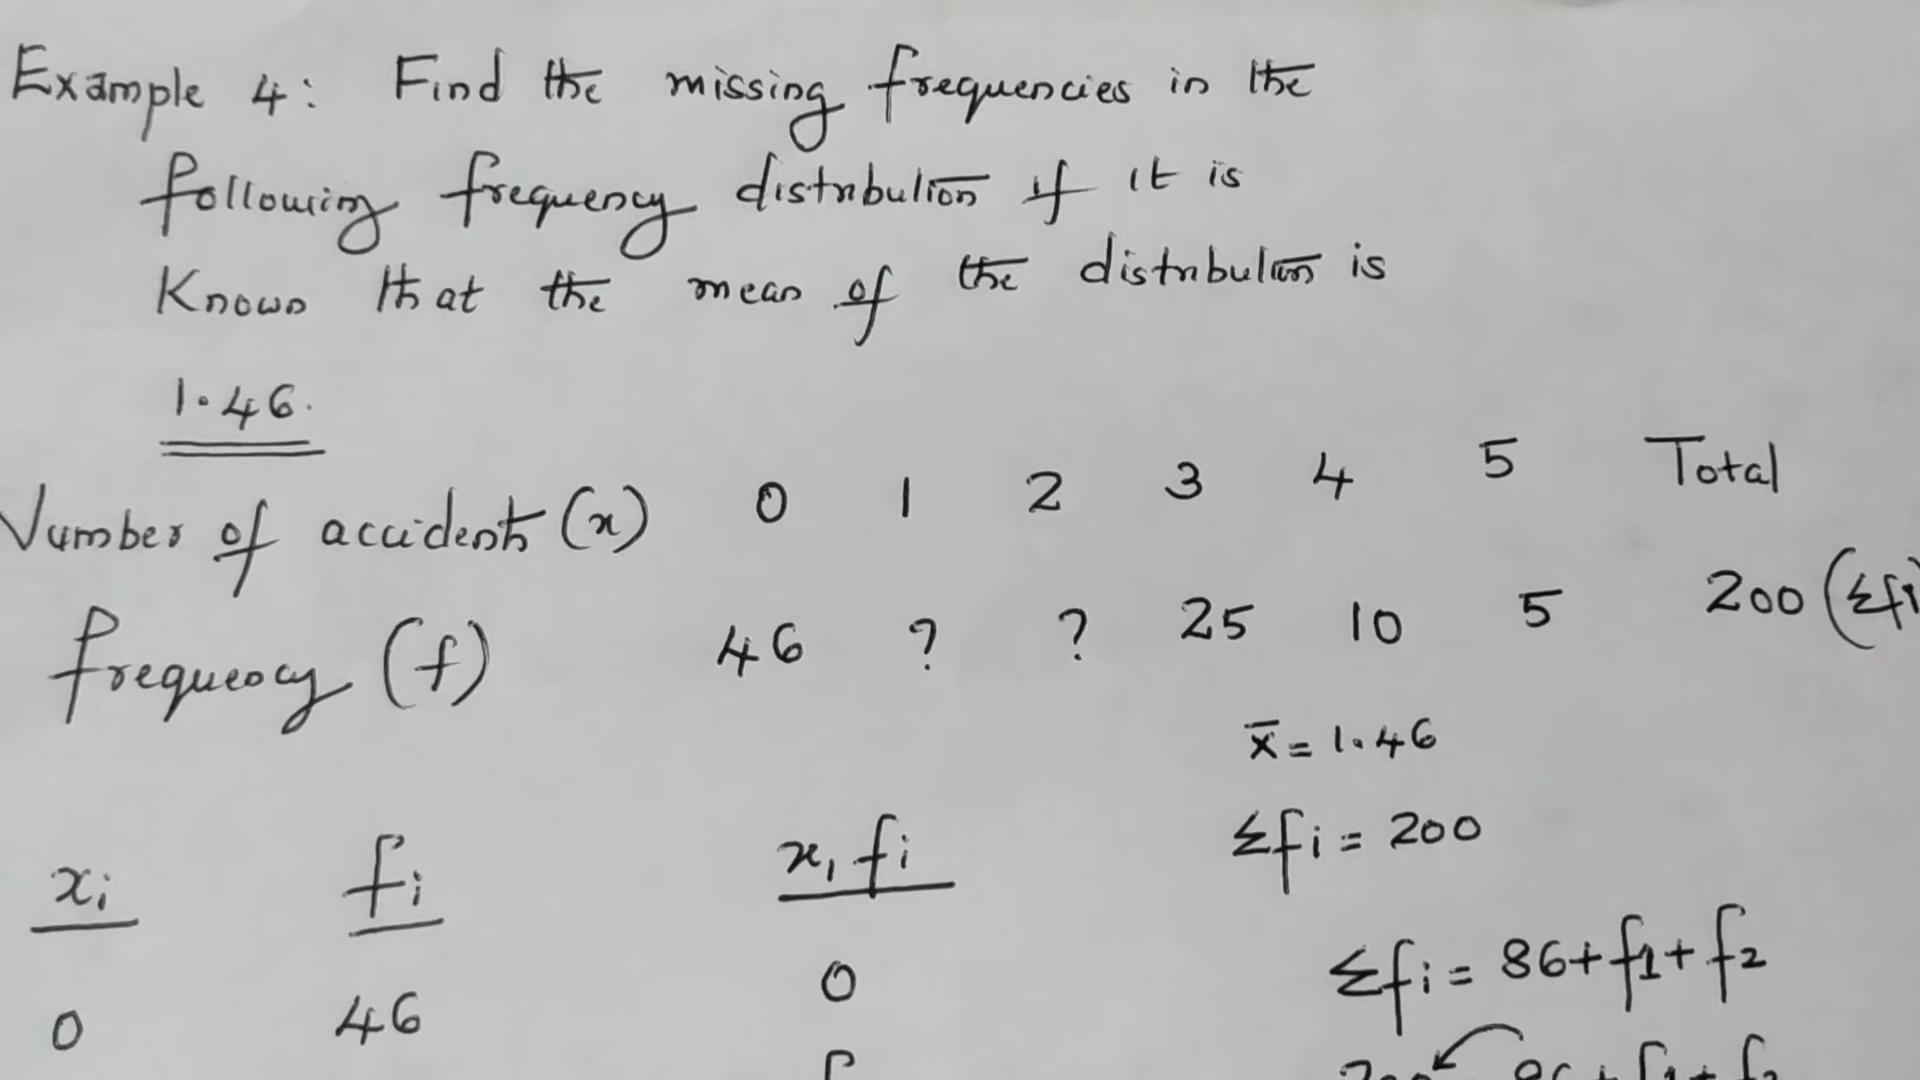 Example 4: Find the missing frequencies in the
following frequency distribution if it is
Known that the mean of the distribution is
1.46.
Number of accidents (x) 0 1 2 3 4 5 Total
frequency (f) 46 ? ? 25 10 5 200 (Σfi
x̄ = 1.46
Σfi = 200
xi fi xi fi
Σfi = 86+f1+f2
0 46 0